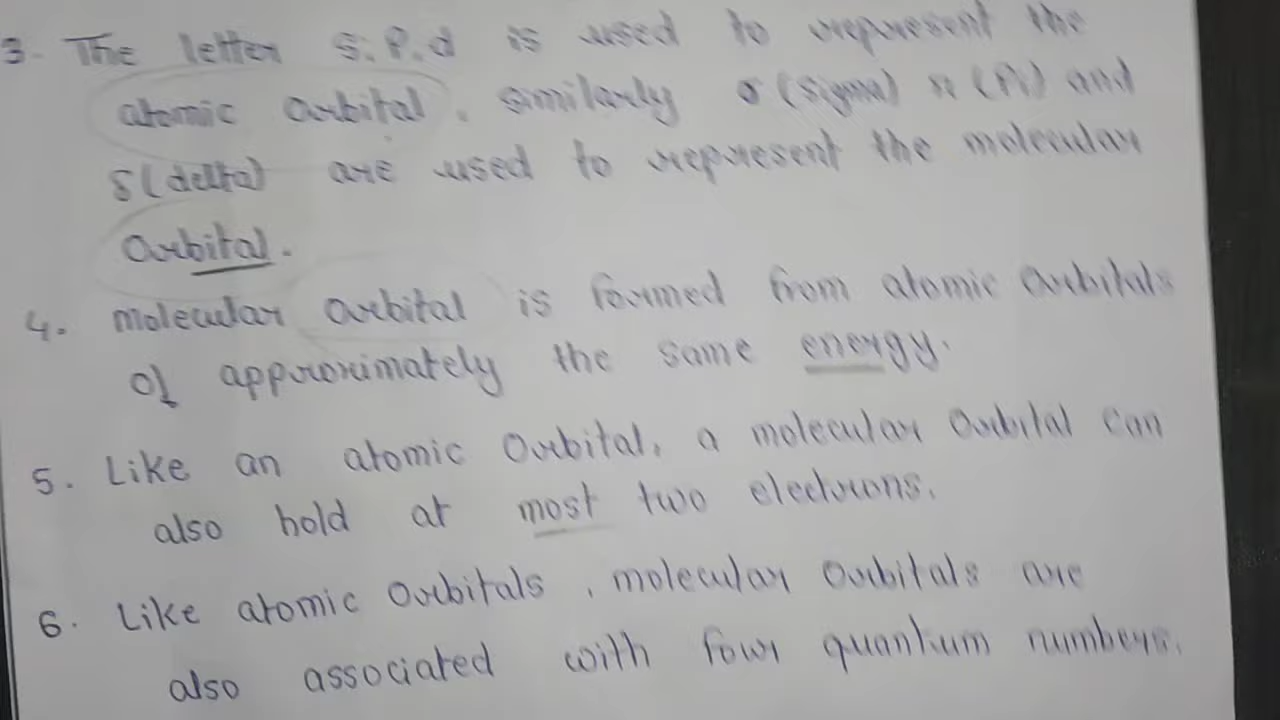 3. The letter s.p.d is used to represent the
atomic orbital. similarly σ (sigma) π (Pi) and
δ(delta) are used to represent the molecular
orbital.
4. molecular orbital is formed from atomic orbitals
of approximately the same energy.
5. Like an atomic orbital, a molecular orbital can
also hold at most two electrons.
6. Like atomic orbitals, molecular orbitals are
also associated with four quantum numbers.